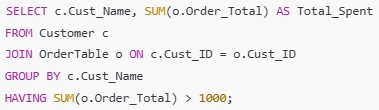 SELECT c.Cust_Name, SUM(o.Order_Total) AS Total_Spent
FROM Customer c
JOIN OrderTable o ON c.Cust_ID = o.Cust_ID
GROUP BY c.Cust_Name
HAVING SUM(o.Order_Total) > 1000;